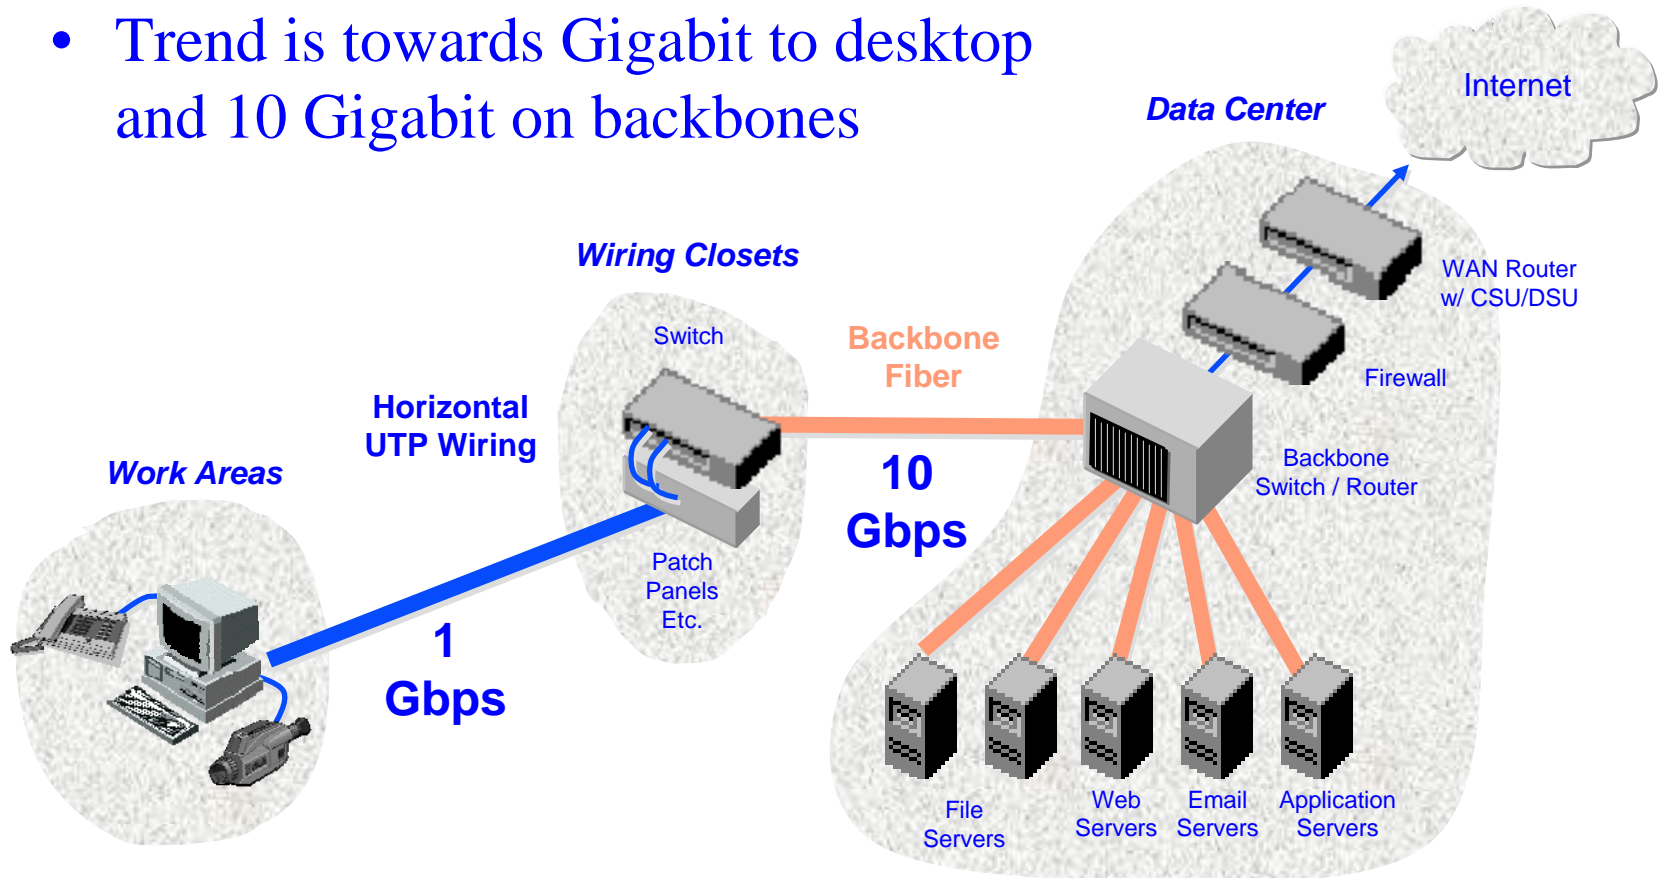 • Trend is towards Gigabit to desktop
and 10 Gigabit on backbones
Internet
Data Center
WAN Router
w/ CSU/DSU
Wiring Closets
Switch
Backbone
Fiber
Firewall
Horizontal
UTP Wiring
Work Areas
10
Gbps
Backbone
Switch / Router
Patch
Panels
Etc.
1
Gbps
File
Servers
Web
Servers
Email
Servers
Application
Servers